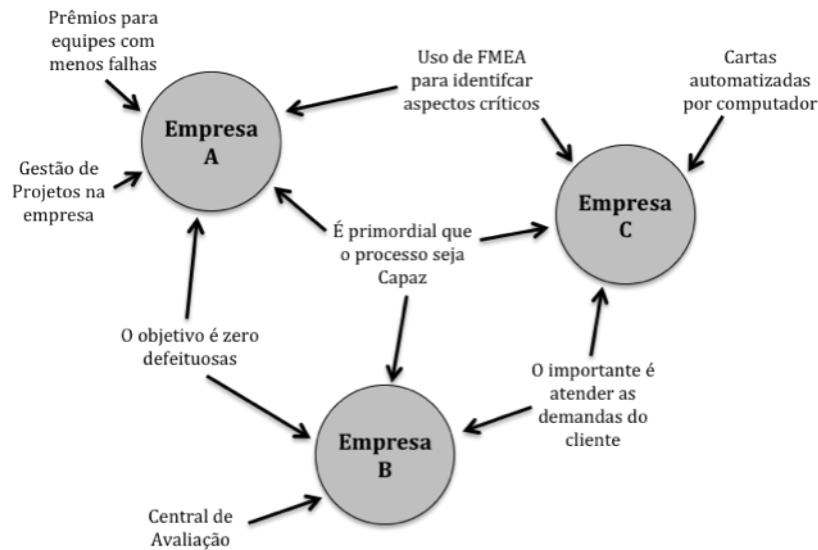 Prêmios para
equipes com
menos falhas
Uso de FMEA
para identifcar
aspectos críticos
Cartas
automatizadas
por computador
Empresa
A
Gestão de
Projetos na
empresa
Empresa
C
É primordial que
o processo seja
Capaz
O objetivo é zero
defeituosas
O importante é
atender as
demandas do
cliente
Empresa
B
Central de
Avaliação